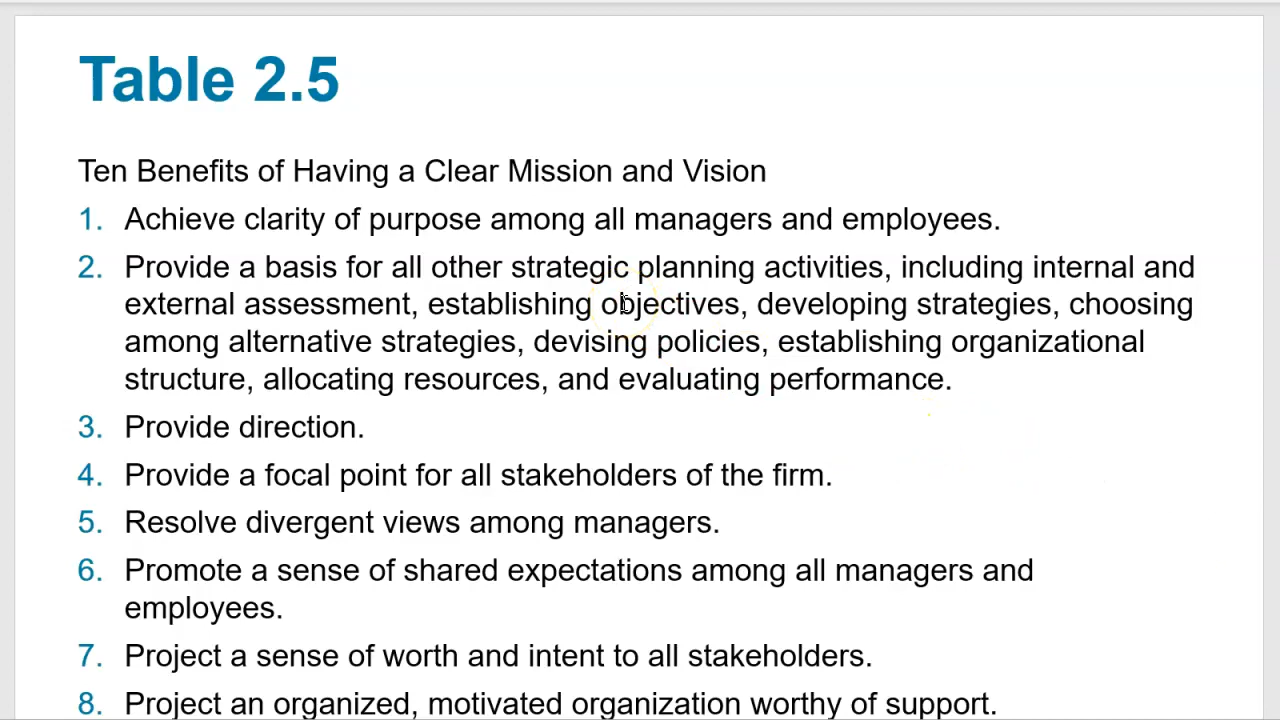 Table 2.5
Ten Benefits of Having a Clear Mission and Vision
1. Achieve clarity of purpose among all managers and employees.
2. Provide a basis for all other strategic planning activities, including internal and
external assessment, establishing objectives, developing strategies, choosing
among alternative strategies, devising policies, establishing organizational
structure, allocating resources, and evaluating performance.
3. Provide direction.
4. Provide a focal point for all stakeholders of the firm.
5. Resolve divergent views among managers.
6. Promote a sense of shared expectations among all managers and
employees.
7. Project a sense of worth and intent to all stakeholders.
8. Project an organized, motivated organization worthy of support.